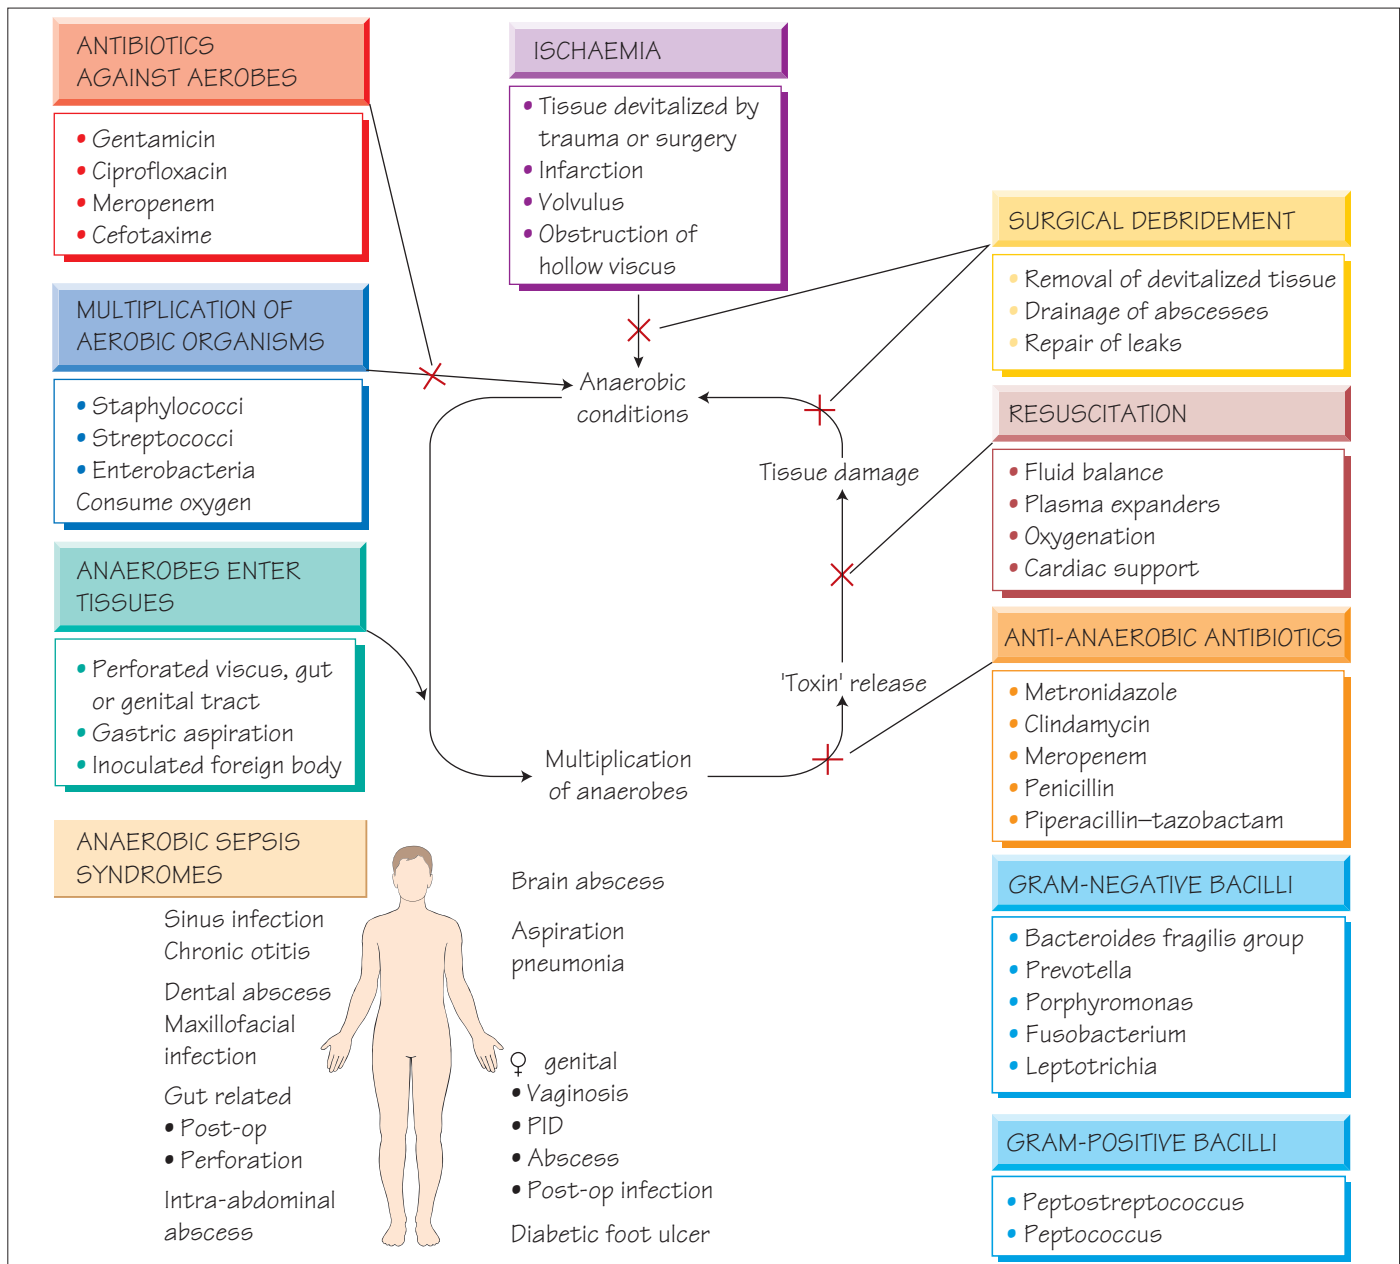 ANTIBIOTICS
AGAINST AEROBES
• Gentamicin
• Ciprofloxacin
• Meropenem
• Cefotaxime
MULTIPLICATION OF
AEROBIC ORGANISMS
• Staphylococci
• Streptococci
• Enterobacteria
Consume oxygen
ANAEROBES ENTER
TISSUES
• Perforated viscus, gut
or genital tract
• Gastric aspiration
• Inoculated foreign body
ISCHAEMIA
• Tissue devitalized by
trauma or surgery
• Infarction
• Volvulus
• Obstruction of
hollow viscus
Anaerobic
conditions
Tissue damage
'Toxin' release
Multiplication
of anaerobes
SURGICAL DEBRIDEMENT
• Removal of devitalized tissue
• Drainage of abscesses
• Repair of leaks
RESUSCITATION
• Fluid balance
• Plasma expanders
• Oxygenation
• Cardiac support
ANTI-ANAEROBIC ANTIBIOTICS
• Metronidazole
• Clindamycin
• Meropenem
• Penicillin
• Piperacillin–tazobactam
ANAEROBIC SEPSIS
SYNDROMES
Sinus infection
Chronic otitis
Dental abscess
Maxillofacial
infection
Gut related
• Post-op
• Perforation
Intra-abdominal
abscess
Brain abscess
Aspiration
pneumonia
♀ genital
• Vaginosis
• PID
• Abscess
• Post-op infection
Diabetic foot ulcer
GRAM-NEGATIVE BACILLI
• Bacteroides fragilis group
• Prevotella
• Porphyromonas
• Fusobacterium
• Leptotrichia
GRAM-POSITIVE BACILLI
• Peptostreptococcus
• Peptococcus